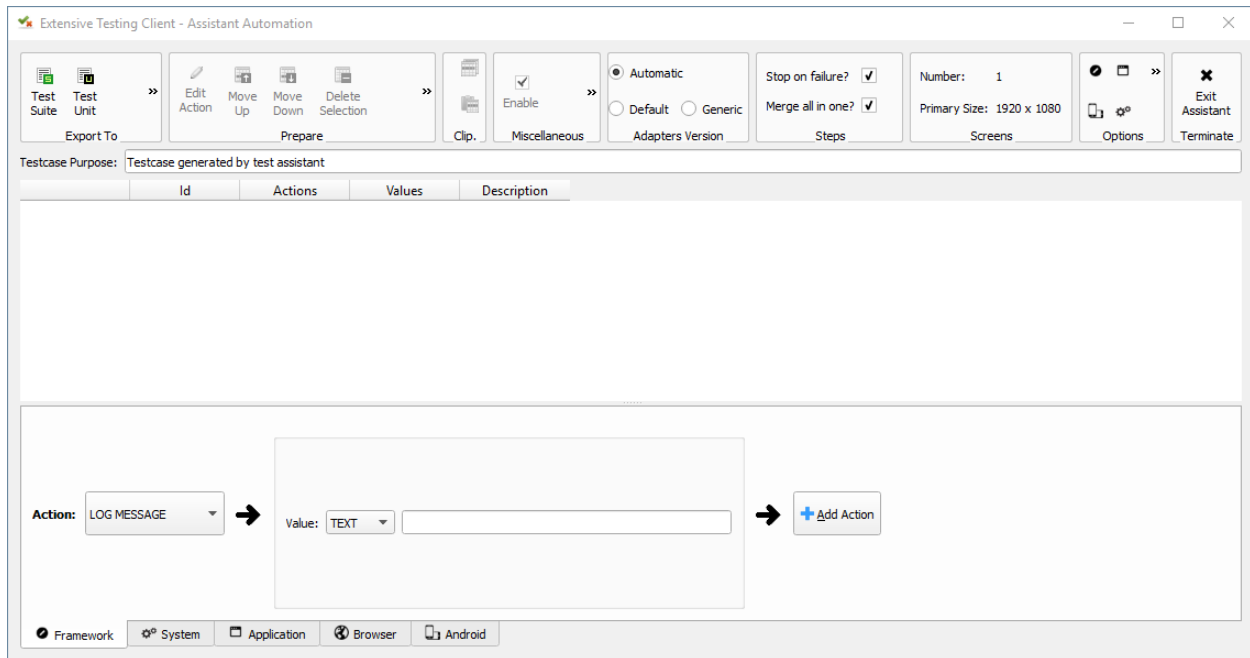 Extensive Testing Client - Assistant Automation
Test Suite
Test Unit
»
Export To
Edit Action
Move Up
Move Down
Delete Selection
»
Prepare
Clip.
Enable
»
Miscellaneous
Automatic
Default
Generic
Adapters Version
Stop on failure?
Merge all in one?
Steps
Number: 1
Primary Size: 1920 x 1080
Screens
»
Options
Exit Assistant
Terminate
Testcase Purpose: Testcase generated by test assistant
Id Actions Values Description
Action: LOG MESSAGE
Value: TEXT
Add Action
Framework System Application Browser Android